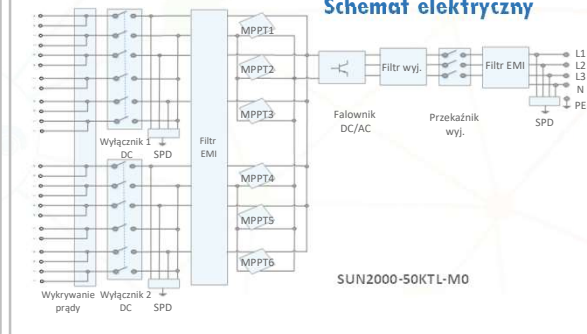 Schemat elektryczny
MPPT1
MPPT2
MPPT3
MPPT4
MPPT5
MPPT6
Wyłącznik 1
DC
SPD
Filtr
EMI
Falownik
DC/AC
Filtr wyj.
Przekaźnik
wyj.
Filtr EMI
L1
L2
L3
N
PE
SPD
Wykrywanie
prądy
Wyłącznik 2
DC
SPD
SUN2000-50KTL-M0